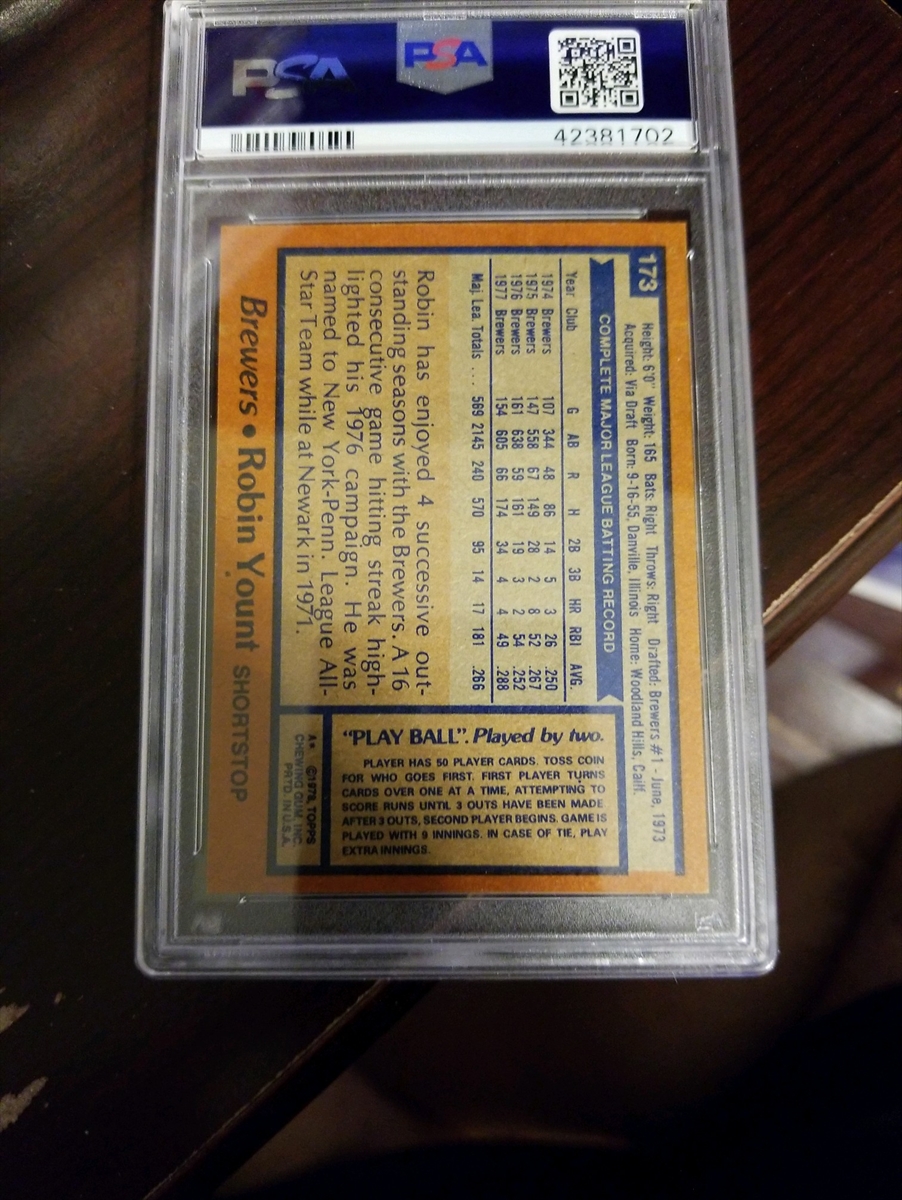 PSA
PSA
42381702
173
Height: 6'0" Weight: 165 Bats: Right Throws: Right Drafted: Brewers #1 - June, 1973
Acquired: Via Draft Born: 9-16-55, Danville, Illinois Home: Woodland Hills, Calif.
COMPLETE MAJOR LEAGUE BATTING RECORD
Year Club G AB R H 2B 3B HR RBI AVG
1974 Brewers 107 344 48 86 14 5 3 26 .250
1975 Brewers 147 558 67 149 28 2 8 52 .267
1976 Brewers 161 638 59 161 19 3 2 54 .252
1977 Brewers 154 605 66 174 34 4 4 49 .288
Maj. Lea. Totals ... 569 2145 240 570 95 14 17 181 .266
Robin has enjoyed 4 successive out-
standing seasons with the Brewers. A 16
consecutive game hitting streak high-
lighted his 1976 campaign. He was
named to New York-Penn. League All-
Star Team while at Newark in 1971.
"PLAY BALL". Played by two.
PLAYER HAS 50 PLAYER CARDS. TOSS COIN
FOR WHO GOES FIRST. FIRST PLAYER TURNS
CARDS OVER ONE AT A TIME, ATTEMPTING TO
SCORE RUNS UNTIL 3 OUTS HAVE BEEN MADE
AFTER 3 OUTS, SECOND PLAYER BEGINS. GAME IS
PLAYED WITH 9 INNINGS. IN CASE OF TIE, PLAY
EXTRA INNINGS.
A* ©1978, TOPPS
CHEWING GUM, INC.
PRTD. IN U.S.A.
Brewers • Robin Yount SHORTSTOP